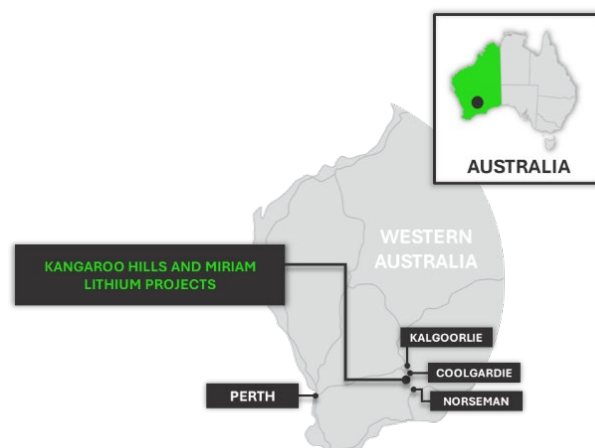 AUSTRALIA
WESTERN
AUSTRALIA
KANGAROO HILLS AND MIRIAM
LITHIUM PROJECTS
KALGOORLIE
COOLGARDIE
PERTH
NORSEMAN